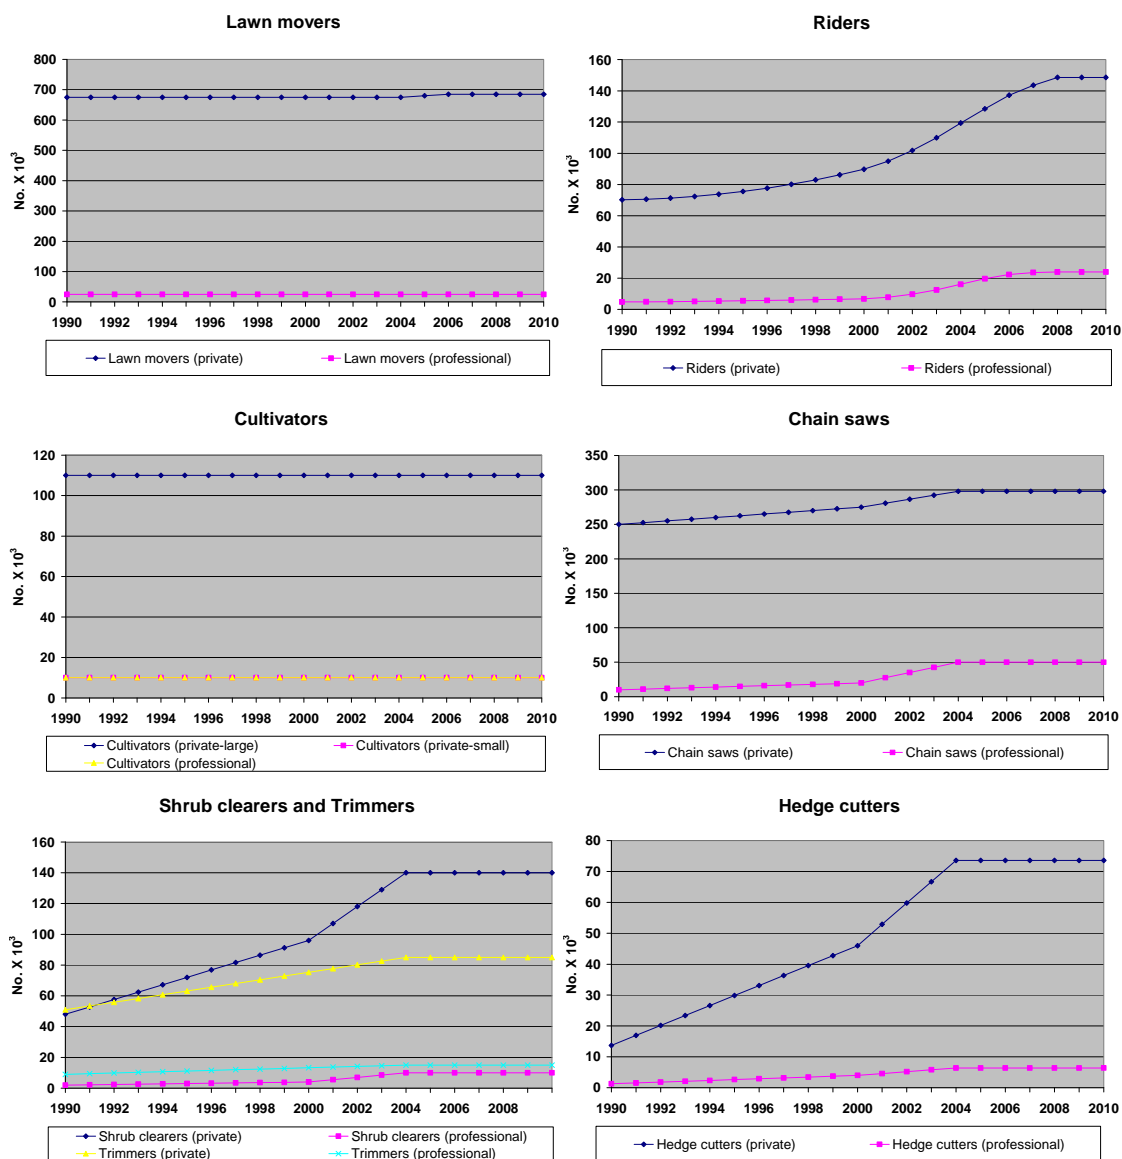 Lawn movers
No. X 10³
800
700
600
500
400
300
200
100
0
1990 1992 1994 1996 1998 2000 2002 2004 2006 2008 2010
Lawn movers (private) Lawn movers (professional)
Riders
No. X 10³
160
140
120
100
80
60
40
20
0
1990 1992 1994 1996 1998 2000 2002 2004 2006 2008 2010
Riders (private) Riders (professional)
Cultivators
No. X 10³
120
100
80
60
40
20
0
1990 1992 1994 1996 1998 2000 2002 2004 2006 2008 2010
Cultivators (private-large) Cultivators (private-small)
Cultivators (professional)
Chain saws
No. X 10³
350
300
250
200
150
100
50
0
1990 1992 1994 1996 1998 2000 2002 2004 2006 2008 2010
Chain saws (private) Chain saws (professional)
Shrub clearers and Trimmers
No. X 10³
160
140
120
100
80
60
40
20
0
1990 1992 1994 1996 1998 2000 2002 2004 2006 2008
Shrub clearers (private) Shrub clearers (professional)
Trimmers (private) Trimmers (professional)
Hedge cutters
No. X 10³
80
70
60
50
40
30
20
10
0
1990 1992 1994 1996 1998 2000 2002 2004 2006 2008 2010
Hedge cutters (private) Hedge cutters (professional)